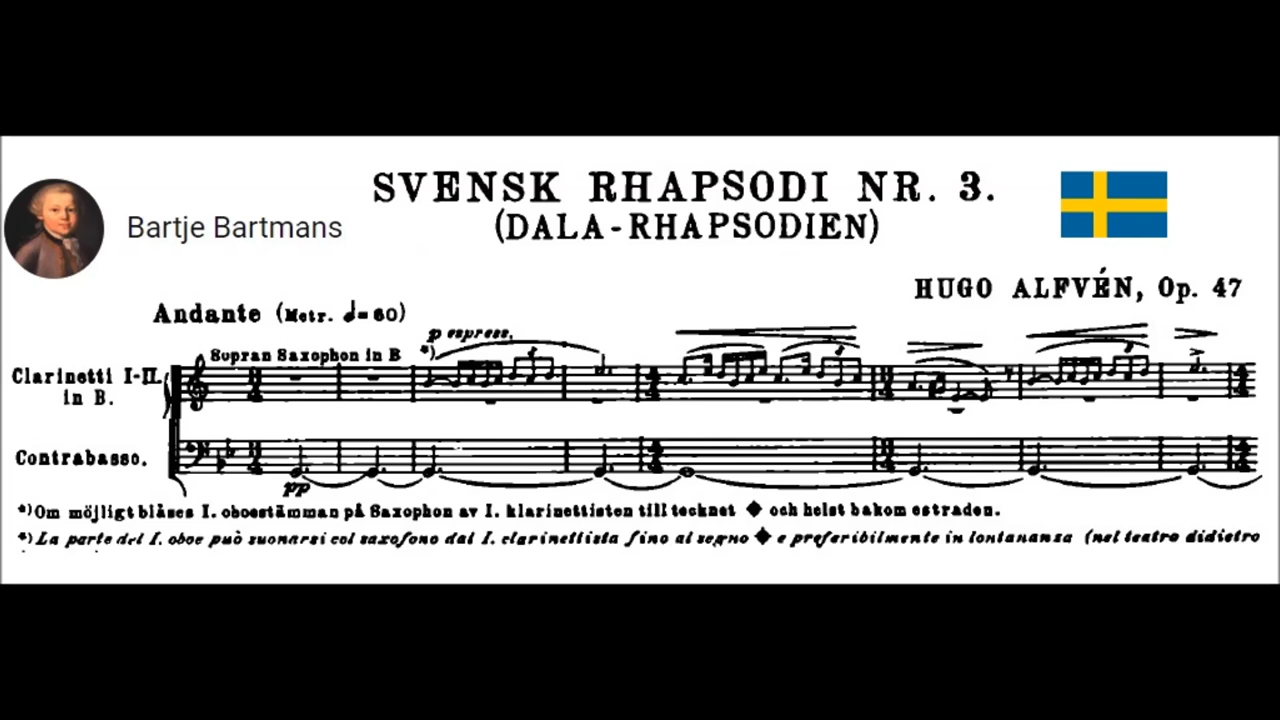 SVENSK RHAPSODI NR. 3.
(DALA-RHAPSODIEN)
Bartje Bartmans
HUGO ALFVÉN, Op. 47
Andante (Metr. 𝅗𝅥=60)
p espress.
Supran Saxophon in B *)
Clarinetti I-II.
in B.
Contrabasso.
pp
*) Om möjligt blåses I. oboestämman på Saxophon av I. klarinettisten till tecknet ◆ och helst bakom estraden.
*) La parte del I. oboe può suonarsi col saxofono dal I. clarinettista fino al segno ◆ e preferibilmente in lontananza (nel teatro didietro